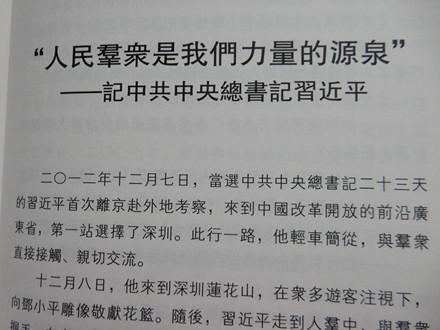 “人民羣衆是我們力量的源泉”
——記中共中央總書記習近平
二〇一二年十二月七日，當選中共中央總書記二十三天
的習近平首次離京赴外地考察，來到中國改革開放的前沿廣
東省，第一站選擇了深圳。此行一路，他輕車簡從，與羣衆
直接接觸、親切交流。
十二月八日，他來到深圳蓮花山，在衆多遊客注視下，
向鄧小平雕像敬獻花籃。隨後，習近平走到人羣中，與羣衆